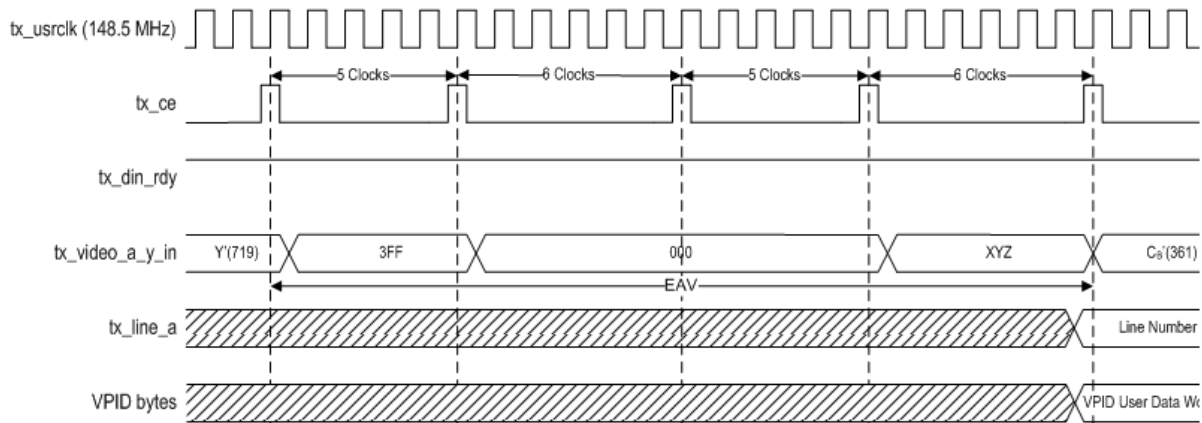 tx_usrclk (148.5 MHz)
5 Clocks 6 Clocks 5 Clocks 6 Clocks
tx_ce
tx_din_rdy
tx_video_a_y_in Y'(719) 3FF 000 XYZ CB'(361)
EAV
tx_line_a Line Number
VPID bytes VPID User Data Wo